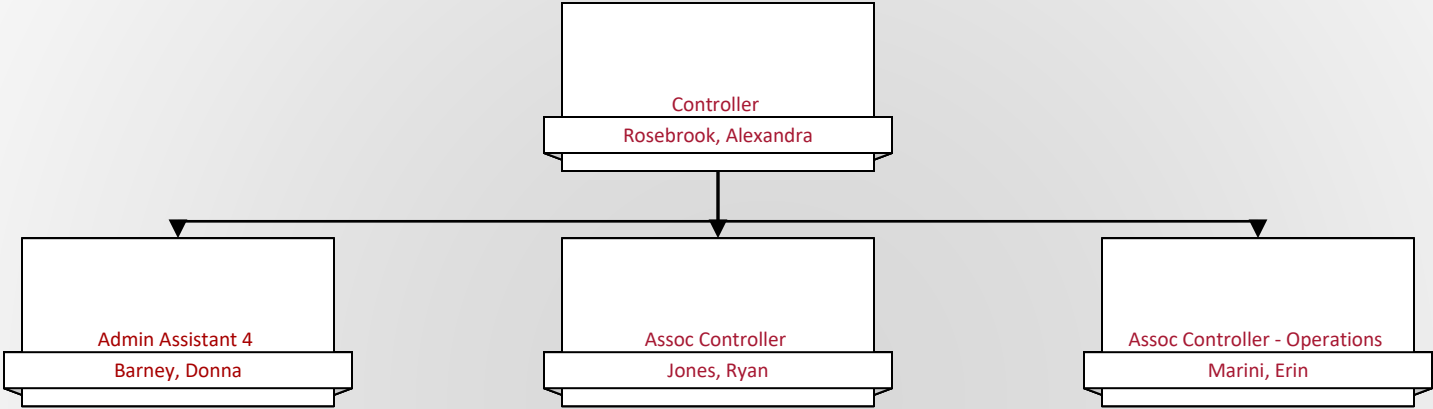 Controller
Rosebrook, Alexandra
Admin Assistant 4
Barney, Donna
Assoc Controller
Jones, Ryan
Assoc Controller - Operations
Marini, Erin